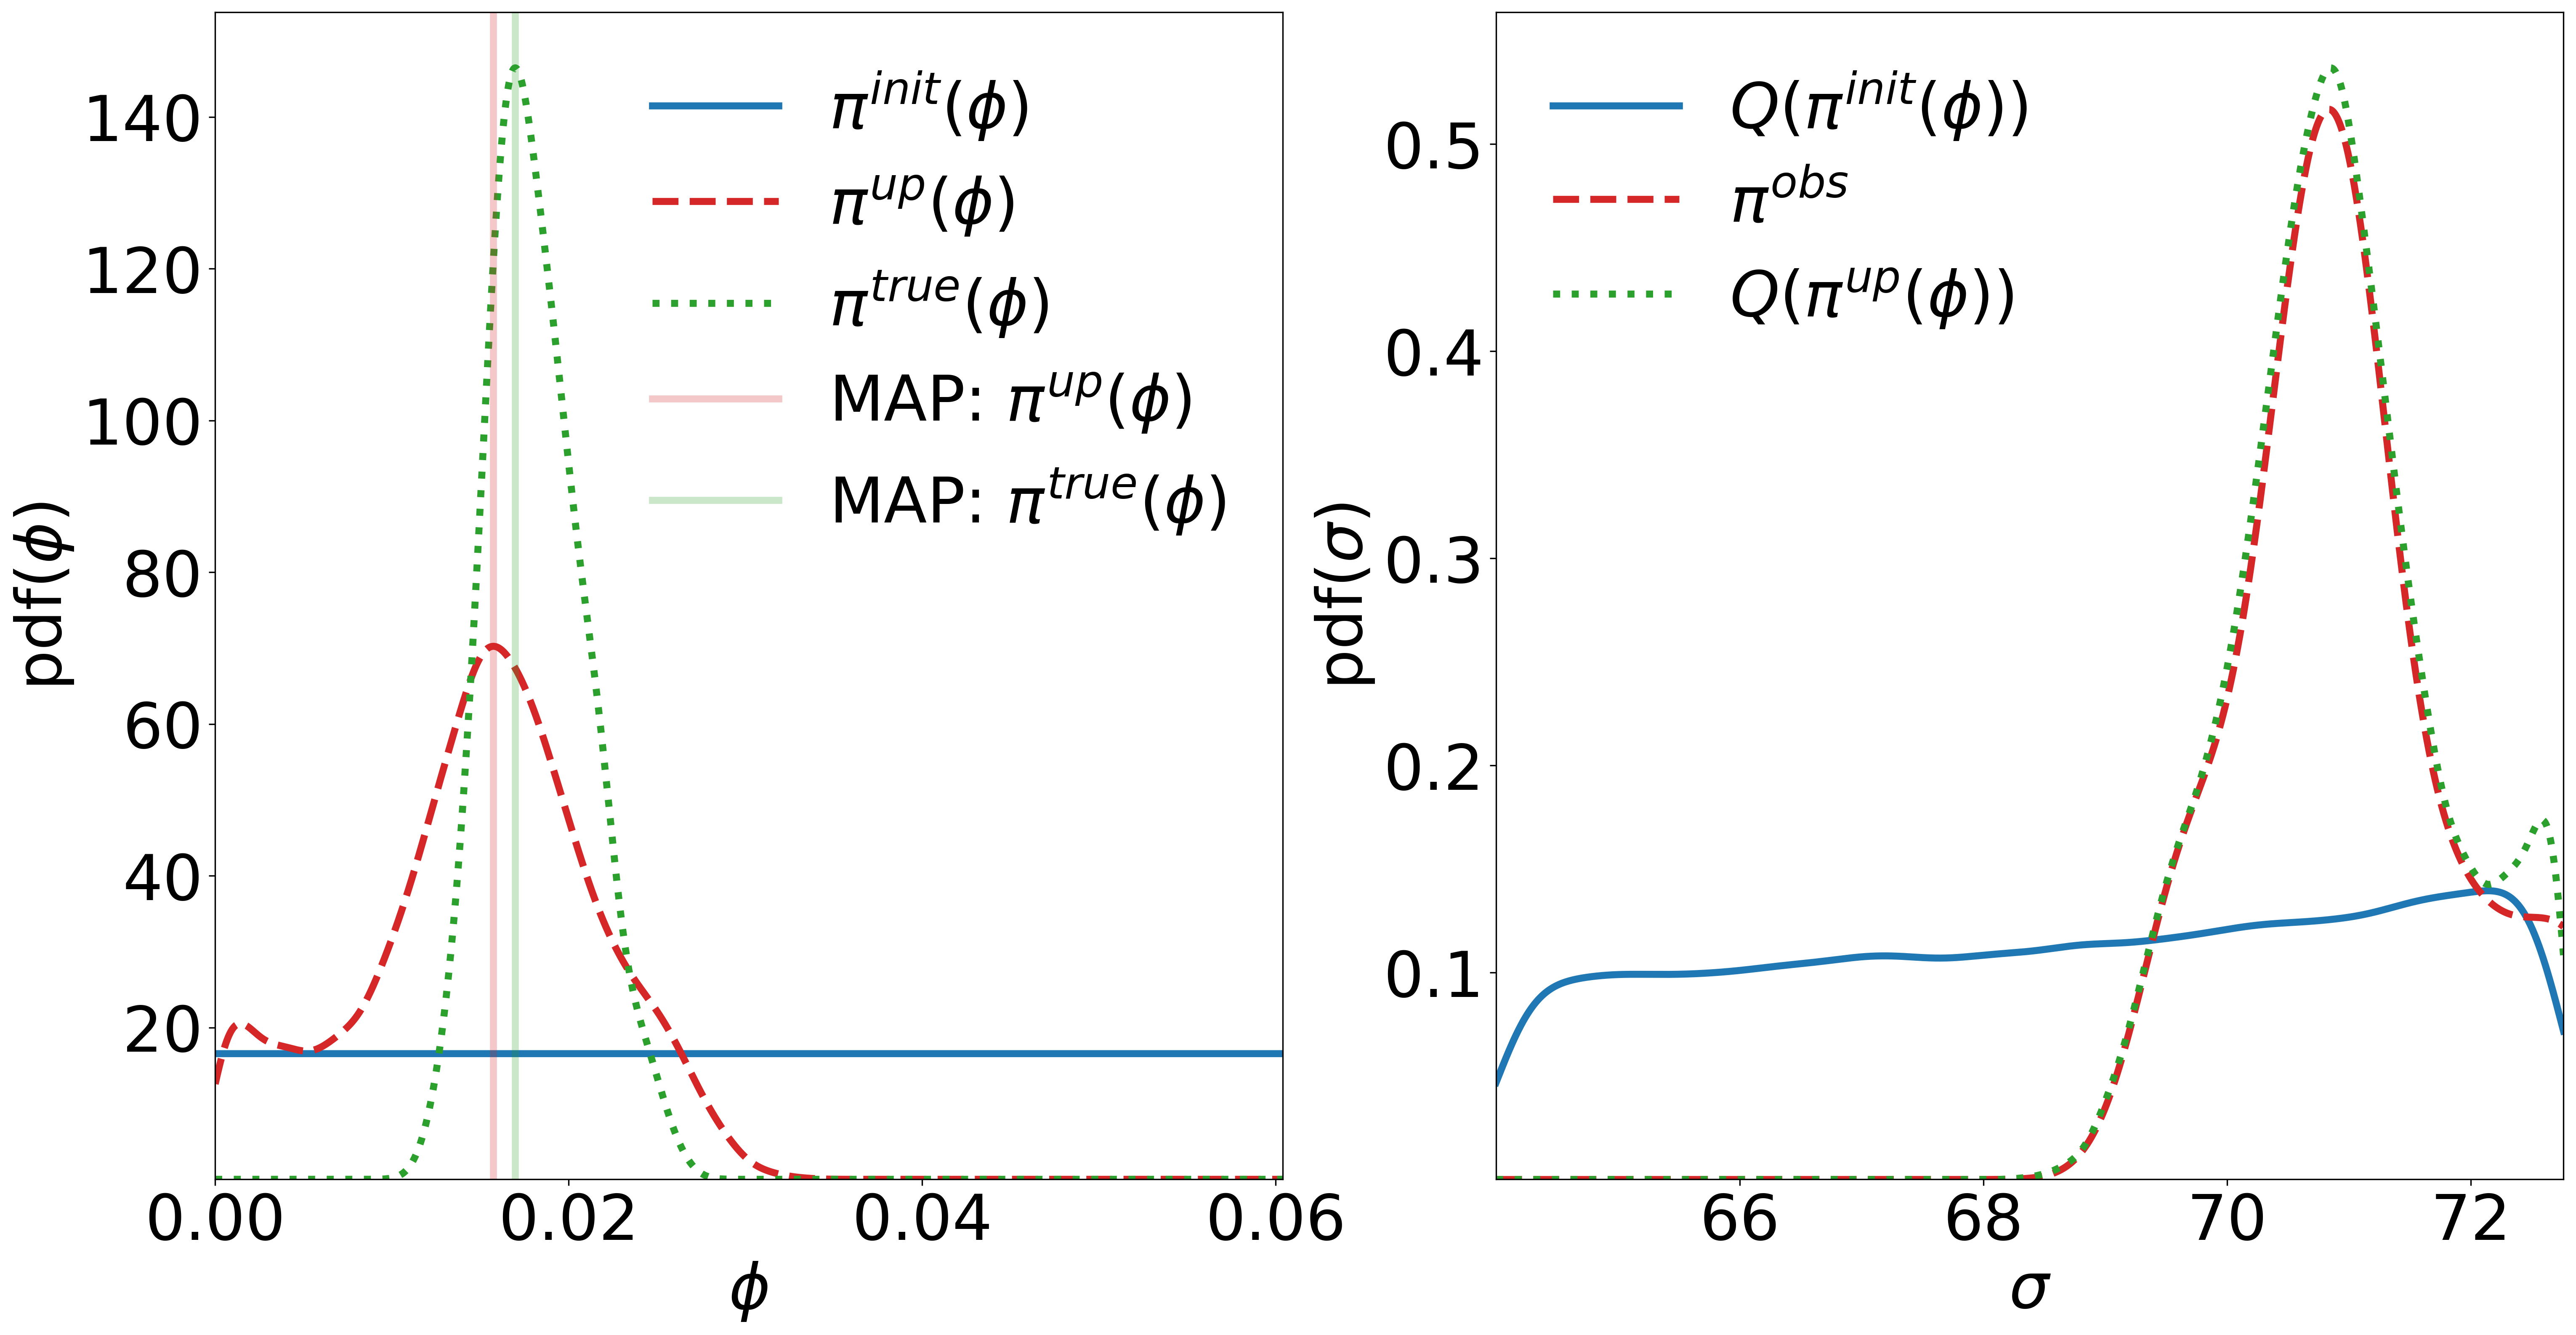 pdf(ϕ)
140
120
100
80
60
40
20
0.00
0.02
0.04
0.06
ϕ
π^{init}(ϕ)
π^{up}(ϕ)
π^{true}(ϕ)
MAP: π^{up}(ϕ)
MAP: π^{true}(ϕ)
pdf(σ)
0.5
0.4
0.3
0.2
0.1
66
68
70
72
σ
Q(π^{init}(ϕ))
π^{obs}
Q(π^{up}(ϕ))